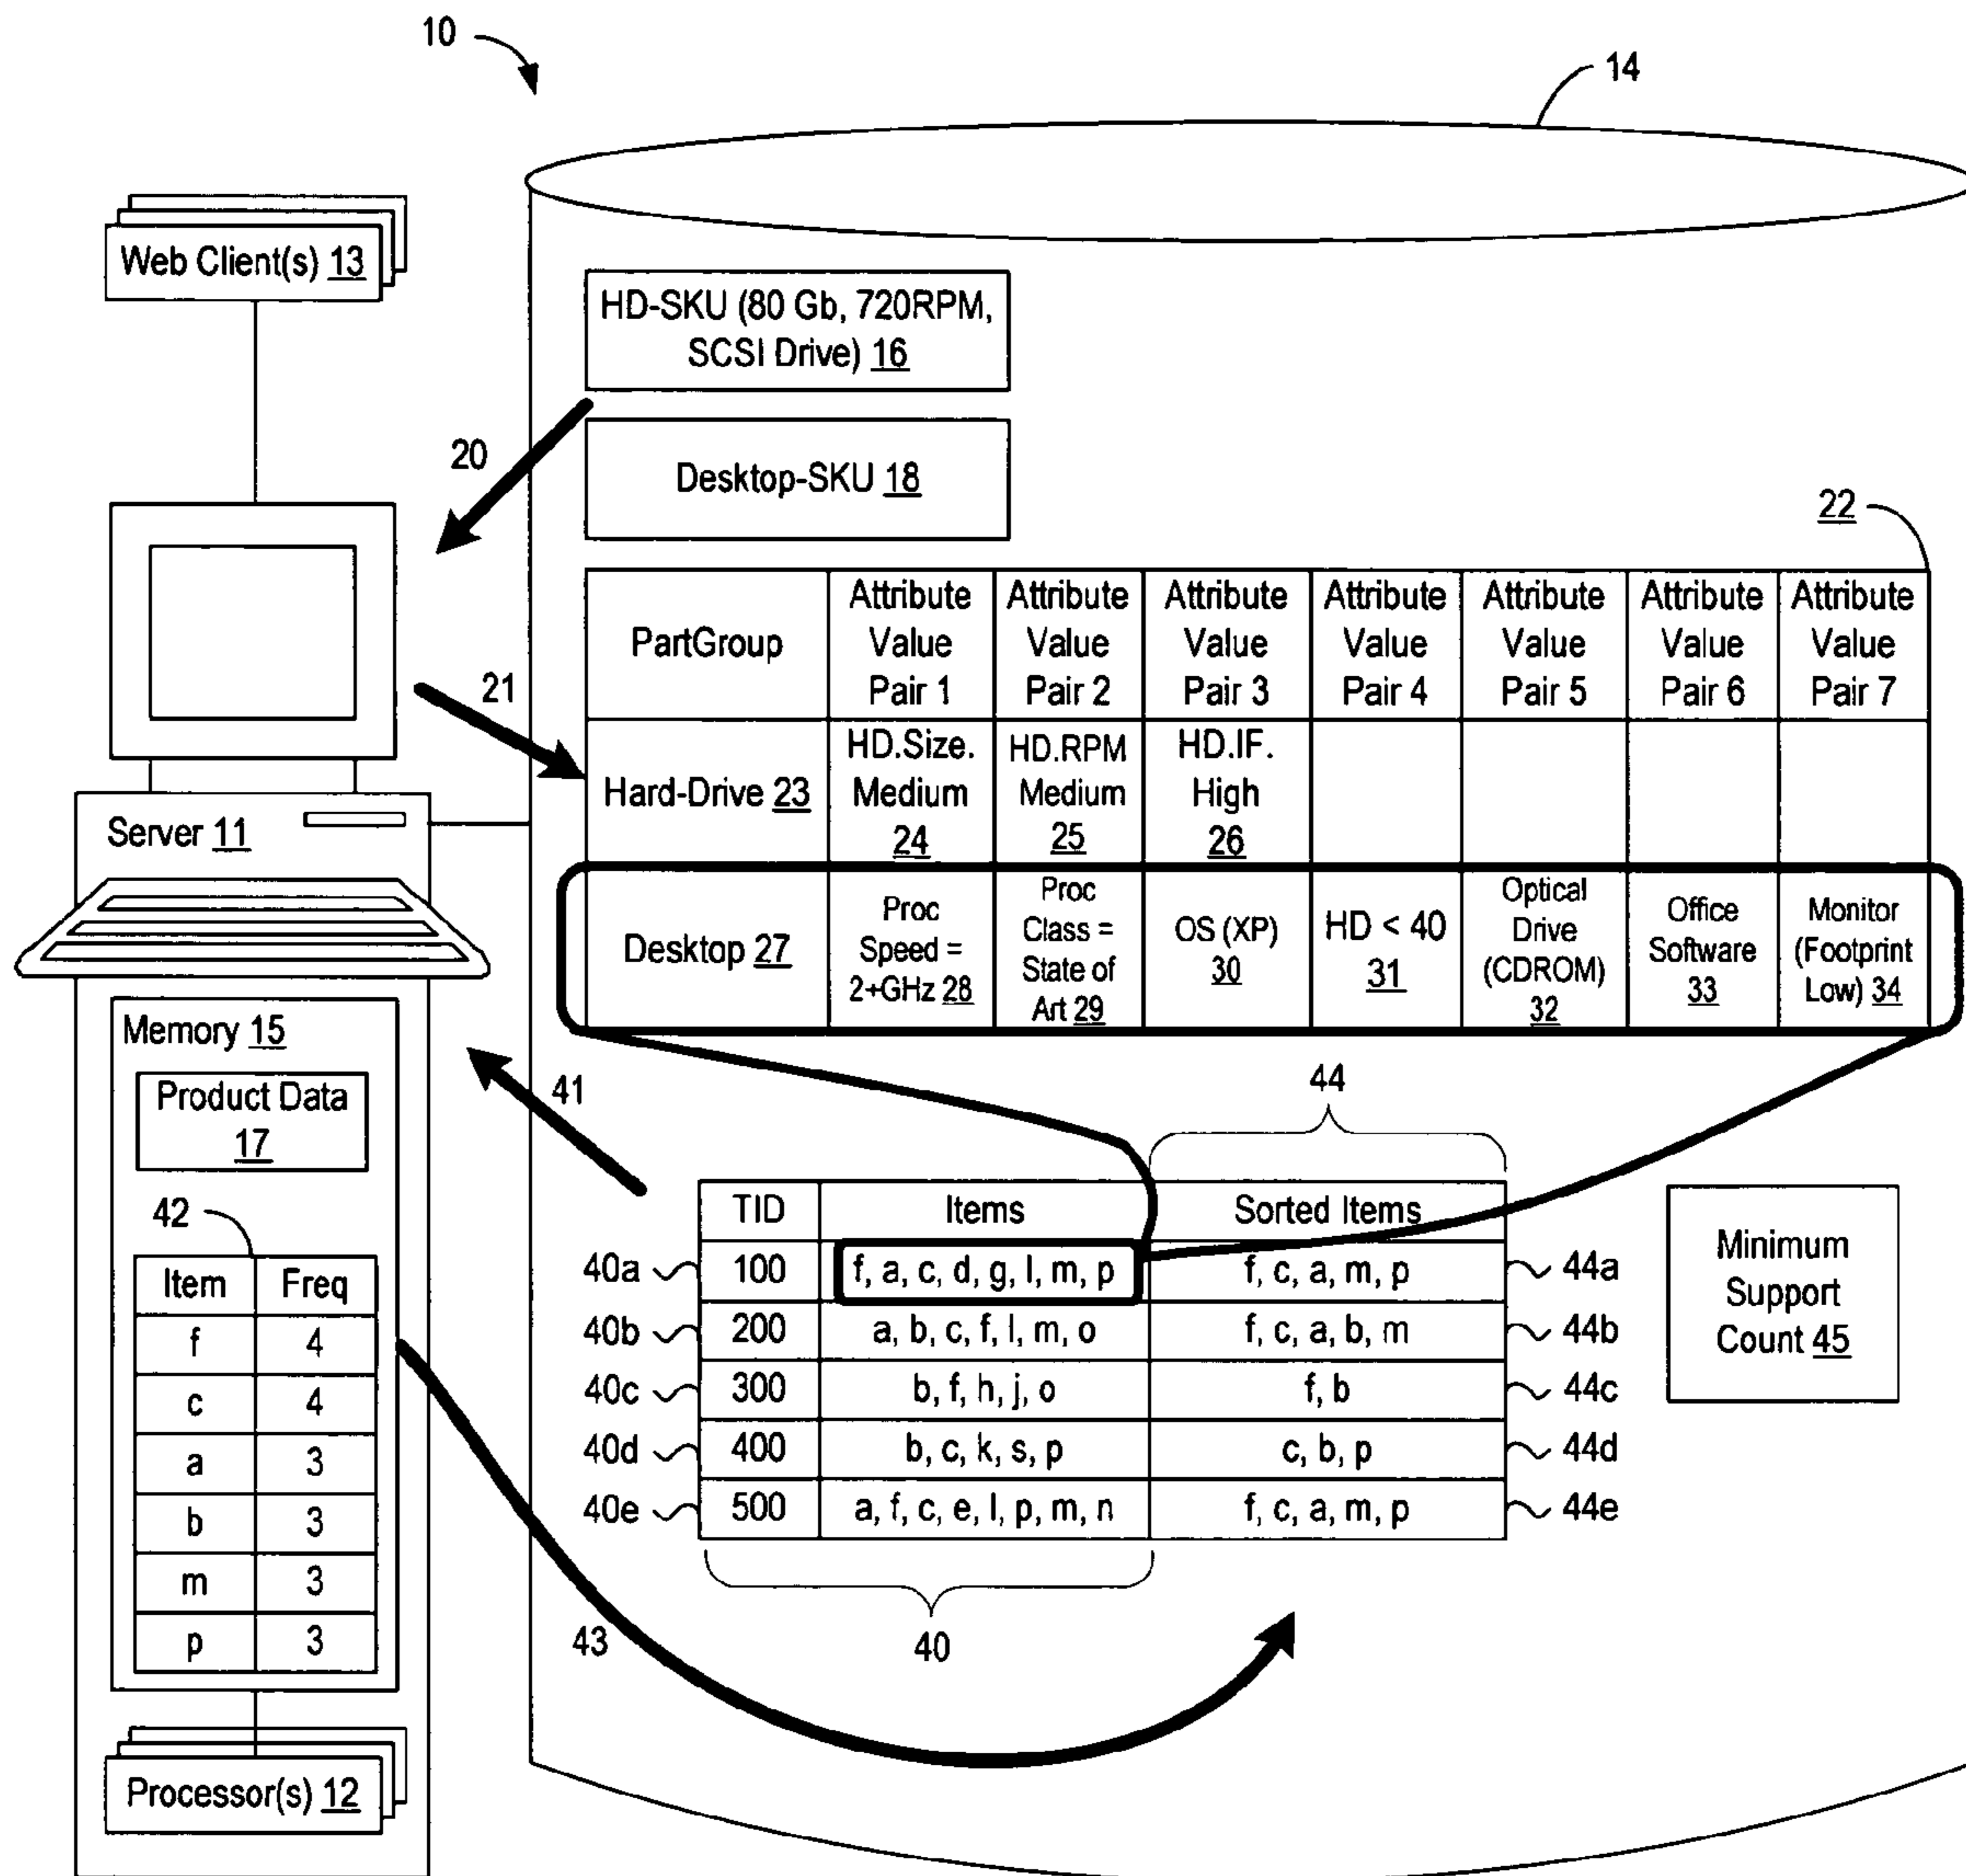 10
14
Web Client(s) 13
HD-SKU (80 Gb, 720RPM,
SCSI Drive) 16
20
Desktop-SKU 18
22
PartGroup
Attribute
Value
Pair 1
Attribute
Value
Pair 2
Attribute
Value
Pair 3
Attribute
Value
Pair 4
Attribute
Value
Pair 5
Attribute
Value
Pair 6
Attribute
Value
Pair 7
21
Hard-Drive 23
HD.Size.
Medium
24
HD.RPM
Medium
25
HD.IF.
High
26
Server 11
Desktop 27
Proc
Speed =
2+GHz 28
Proc
Class =
State of
Art 29
OS (XP)
30
HD < 40
31
Optical
Drive
(CDROM)
32
Office
Software
33
Monitor
(Footprint
Low) 34
Memory 15
Product Data
17
41
44
42
Item Freq
f 4
c 4
a 3
b 3
m 3
p 3
TID Items Sorted Items
40a 100 f, a, c, d, g, l, m, p f, c, a, m, p 44a
40b 200 a, b, c, f, l, m, o f, c, a, b, m 44b
40c 300 b, f, h, j, o f, b 44c
40d 400 b, c, k, s, p c, b, p 44d
40e 500 a, f, c, e, l, p, m, n f, c, a, m, p 44e
Minimum
Support
Count 45
43
40
Processor(s) 12